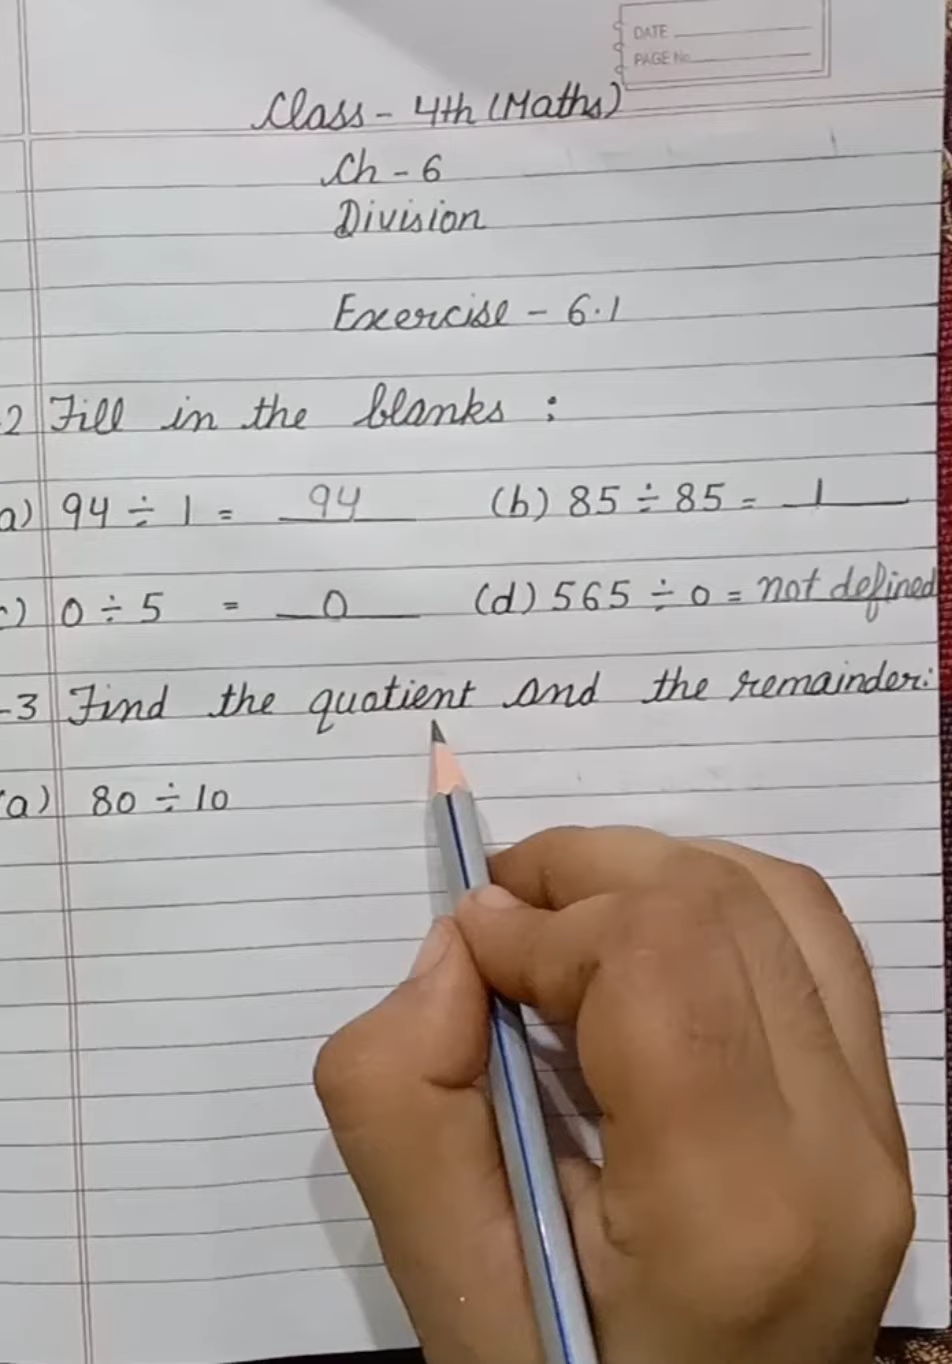 DATE
PAGE No.
Class - 4th (Maths)
Ch - 6
Division
Exercise - 6.1
2 Fill in the blanks :
a) 94 ÷ 1 = 94 (b) 85 ÷ 85 = 1
) 0 ÷ 5 = 0 (d) 565 ÷ 0 = not defined
-3 Find the quatient and the remainder:
(a) 80 ÷ 10